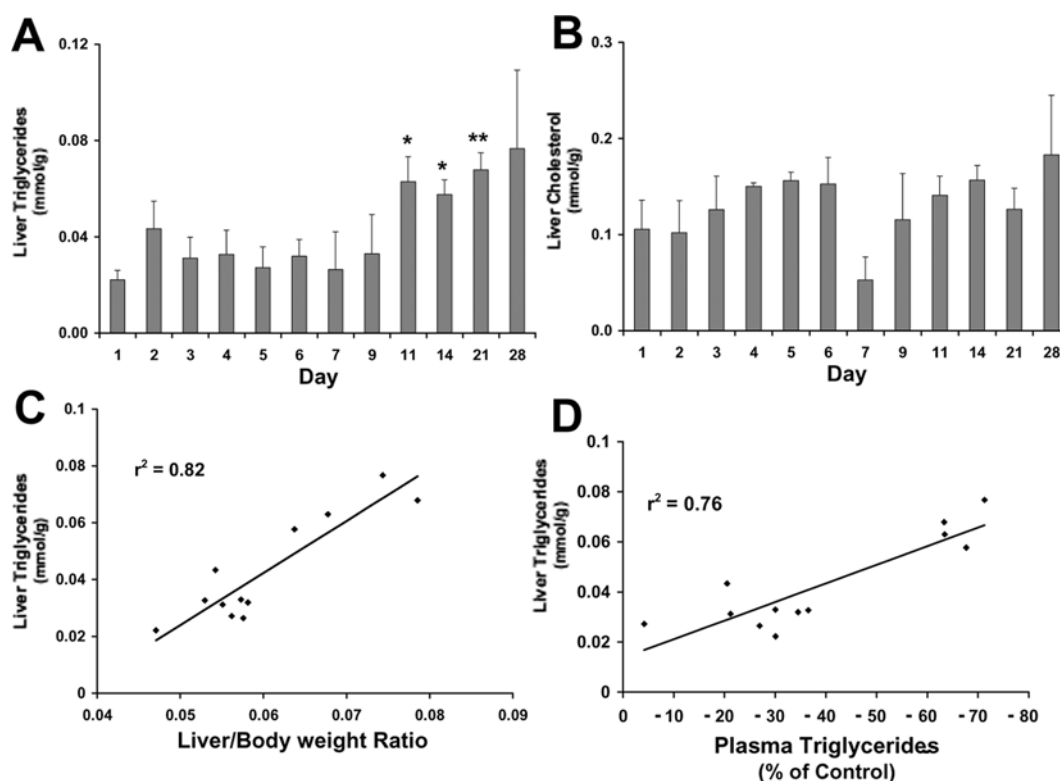 A
0.12
0.08
0.04
0.00
Liver Triglycerides
(mmol/g)
*
*
**
1 2 3 4 5 6 7 9 11 14 21 28
Day
B
0.3
0.2
0.1
0.0
Liver Cholesterol
(mmol/g)
1 2 3 4 5 6 7 9 11 14 21 28
Day
C
0.1
0.08
0.06
0.04
0.02
0
Liver Triglycerides
(mmol/g)
r² = 0.82
0.04 0.05 0.06 0.07 0.08 0.09
Liver/Body weight Ratio
D
0.1
0.08
0.06
0.04
0.02
0
Liver Triglycerides
(mmol/g)
r² = 0.76
0 - 10 - 20 - 30 - 40 - 50 - 60 - 70 - 80
Plasma Triglycerides
(% of Control)